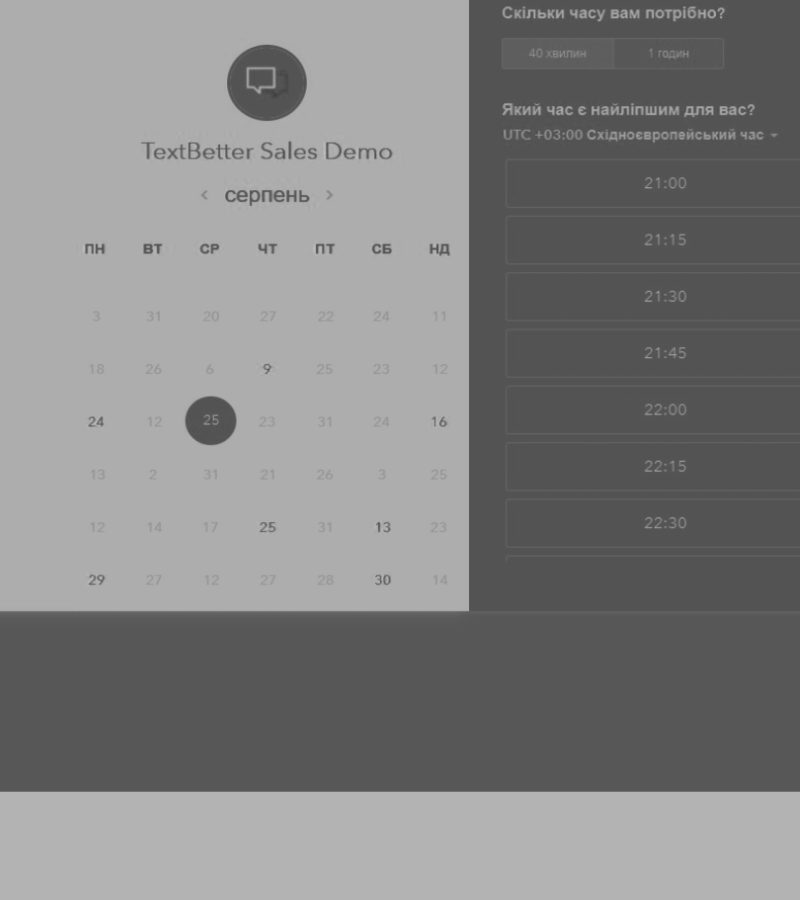 TextBetter Sales Demo
серпень
ПН ВТ СР ЧТ ПТ СБ НД
3 31 20 27 22 24 11
18 26 6 9 25 23 12
24 12 25 23 31 24 16
13 2 31 21 26 3 25
12 14 17 25 31 13 23
29 27 12 27 28 30 14
Скільки часу вам потрібно?
40 хвилин 1 годин
Який час є найліпшим для вас?
UTC +03:00 Східноєвропейський час
21:00
21:15
21:30
21:45
22:00
22:15
22:30